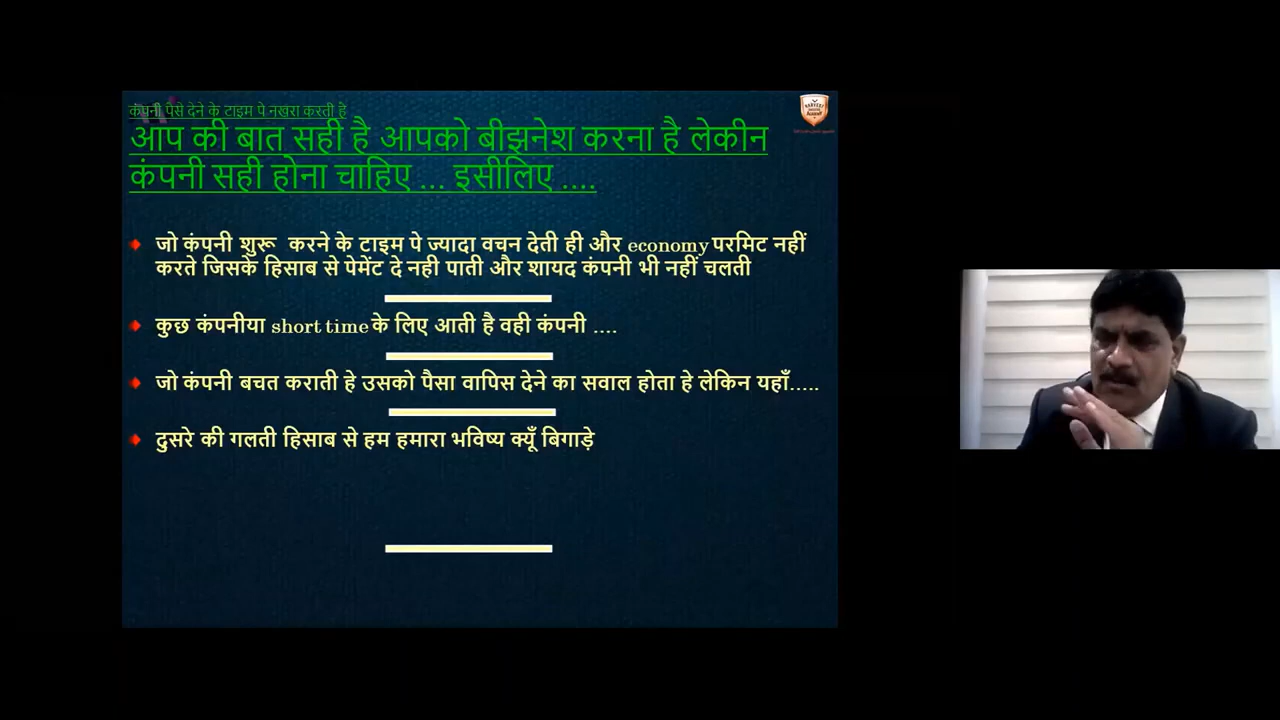 कंपनी पैसे देने के टाइम पे नखरा करती हे
आप की बात सही है आपको बीझनेश करना है लेकीन
कंपनी सही होना चाहिए ... इसीलिए ....
जो कंपनी शुरू करने के टाइम पे ज्यादा वचन देती ही और economy परमिट नहीं
करते जिसके हिसाब से पेमेंट दे नही पाती और शायद कंपनी भी नहीं चलती
कुछ कंपनीया short time के लिए आती है वही कंपनी ....
जो कंपनी बचत कराती हे उसको पैसा वापिस देने का सवाल होता हे लेकिन यहाँ.....
दुसरे की गलती हिसाब से हम हमारा भविष्य क्यूँ बिगाड़े